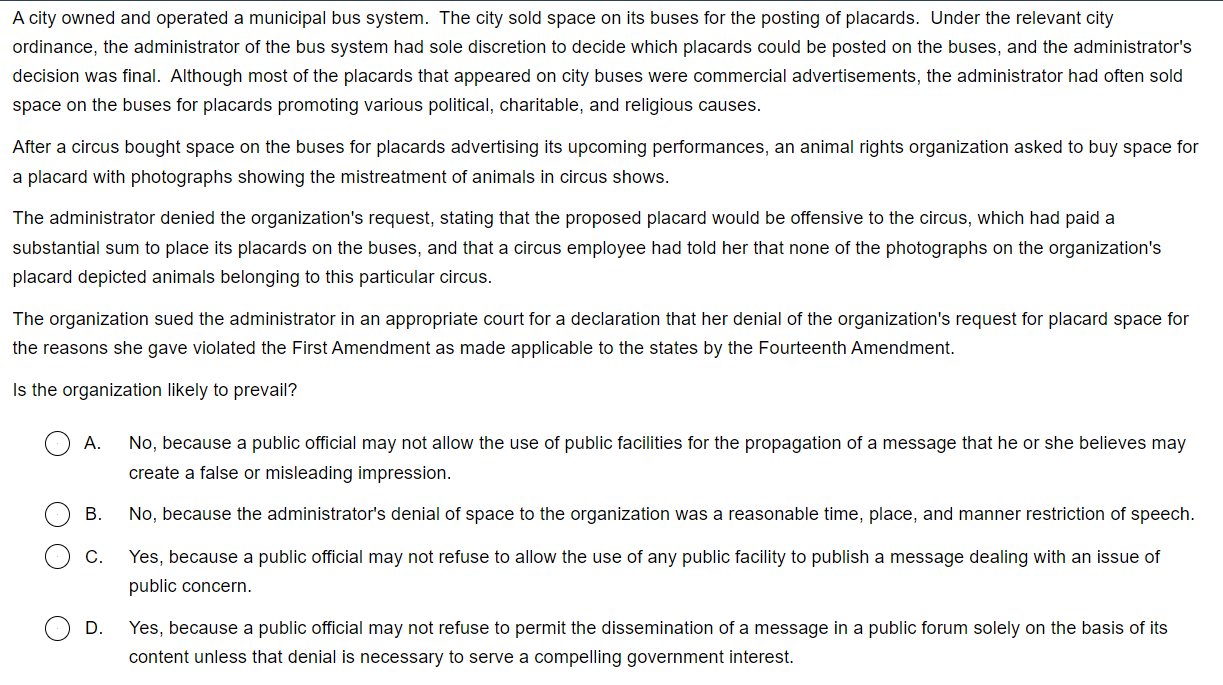 A city owned and operated a municipal bus system.  The city sold space on its buses for the posting of placards.  Under the relevant city
ordinance, the administrator of the bus system had sole discretion to decide which placards could be posted on the buses, and the administrator's
decision was final.  Although most of the placards that appeared on city buses were commercial advertisements, the administrator had often sold
space on the buses for placards promoting various political, charitable, and religious causes.
After a circus bought space on the buses for placards advertising its upcoming performances, an animal rights organization asked to buy space for
a placard with photographs showing the mistreatment of animals in circus shows.
The administrator denied the organization's request, stating that the proposed placard would be offensive to the circus, which had paid a
substantial sum to place its placards on the buses, and that a circus employee had told her that none of the photographs on the organization's
placard depicted animals belonging to this particular circus.
The organization sued the administrator in an appropriate court for a declaration that her denial of the organization's request for placard space for
the reasons she gave violated the First Amendment as made applicable to the states by the Fourteenth Amendment.
Is the organization likely to prevail?
A. No, because a public official may not allow the use of public facilities for the propagation of a message that he or she believes may
create a false or misleading impression.
B. No, because the administrator's denial of space to the organization was a reasonable time, place, and manner restriction of speech.
C. Yes, because a public official may not refuse to allow the use of any public facility to publish a message dealing with an issue of
public concern.
D. Yes, because a public official may not refuse to permit the dissemination of a message in a public forum solely on the basis of its
content unless that denial is necessary to serve a compelling government interest.